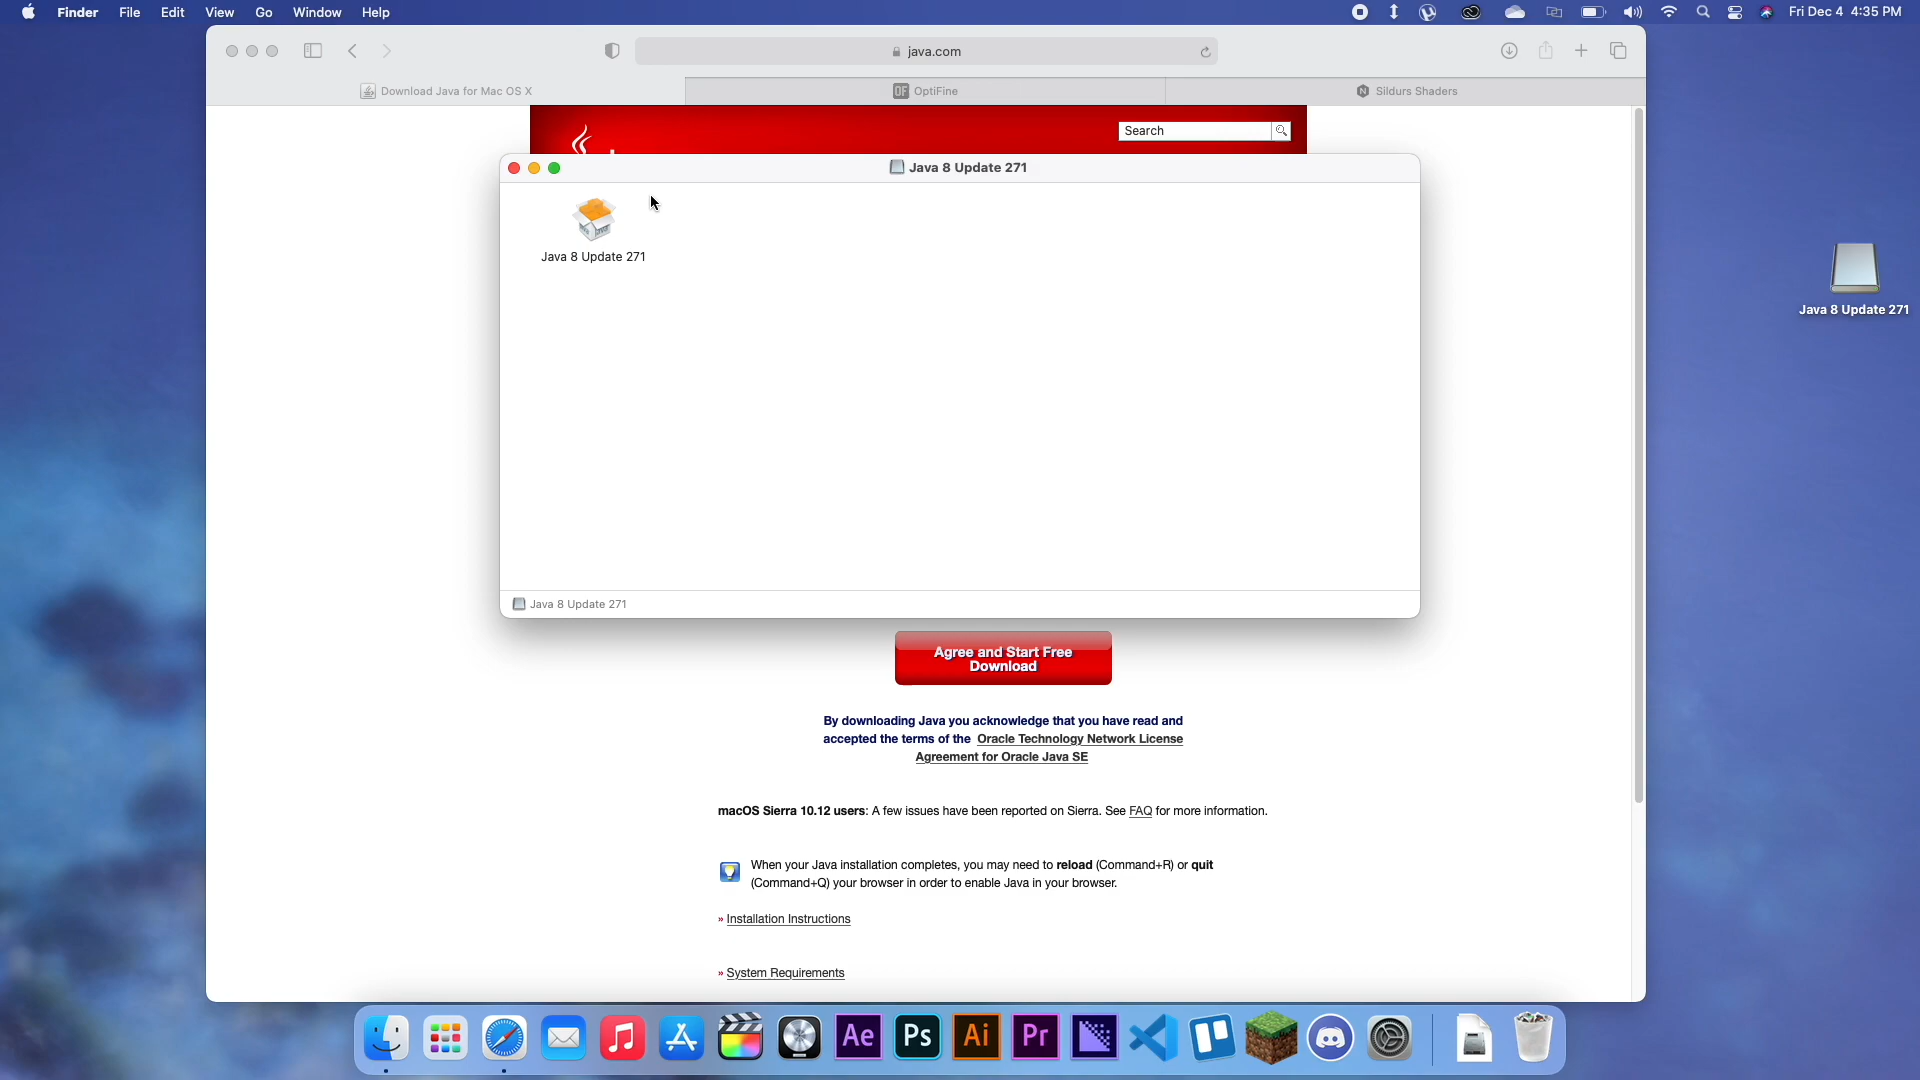 Finder File Edit View Go Window Help Fri Dec 4 4:35 PM
java.com
Download Java for Mac OS X
OF OptiFine
N Sildurs Shaders
Search
Java 8 Update 271
Java 8 Update 271
Java 8 Update 271
Java 8 Update 271
Agree and Start Free
Download
By downloading Java you acknowledge that you have read and
accepted the terms of the Oracle Technology Network License
Agreement for Oracle Java SE
macOS Sierra 10.12 users: A few issues have been reported on Sierra. See FAQ for more information.
When your Java installation completes, you may need to reload (Command+R) or quit
(Command+Q) your browser in order to enable Java in your browser.
» Installation Instructions
» System Requirements
Ae Ps Ai Pr